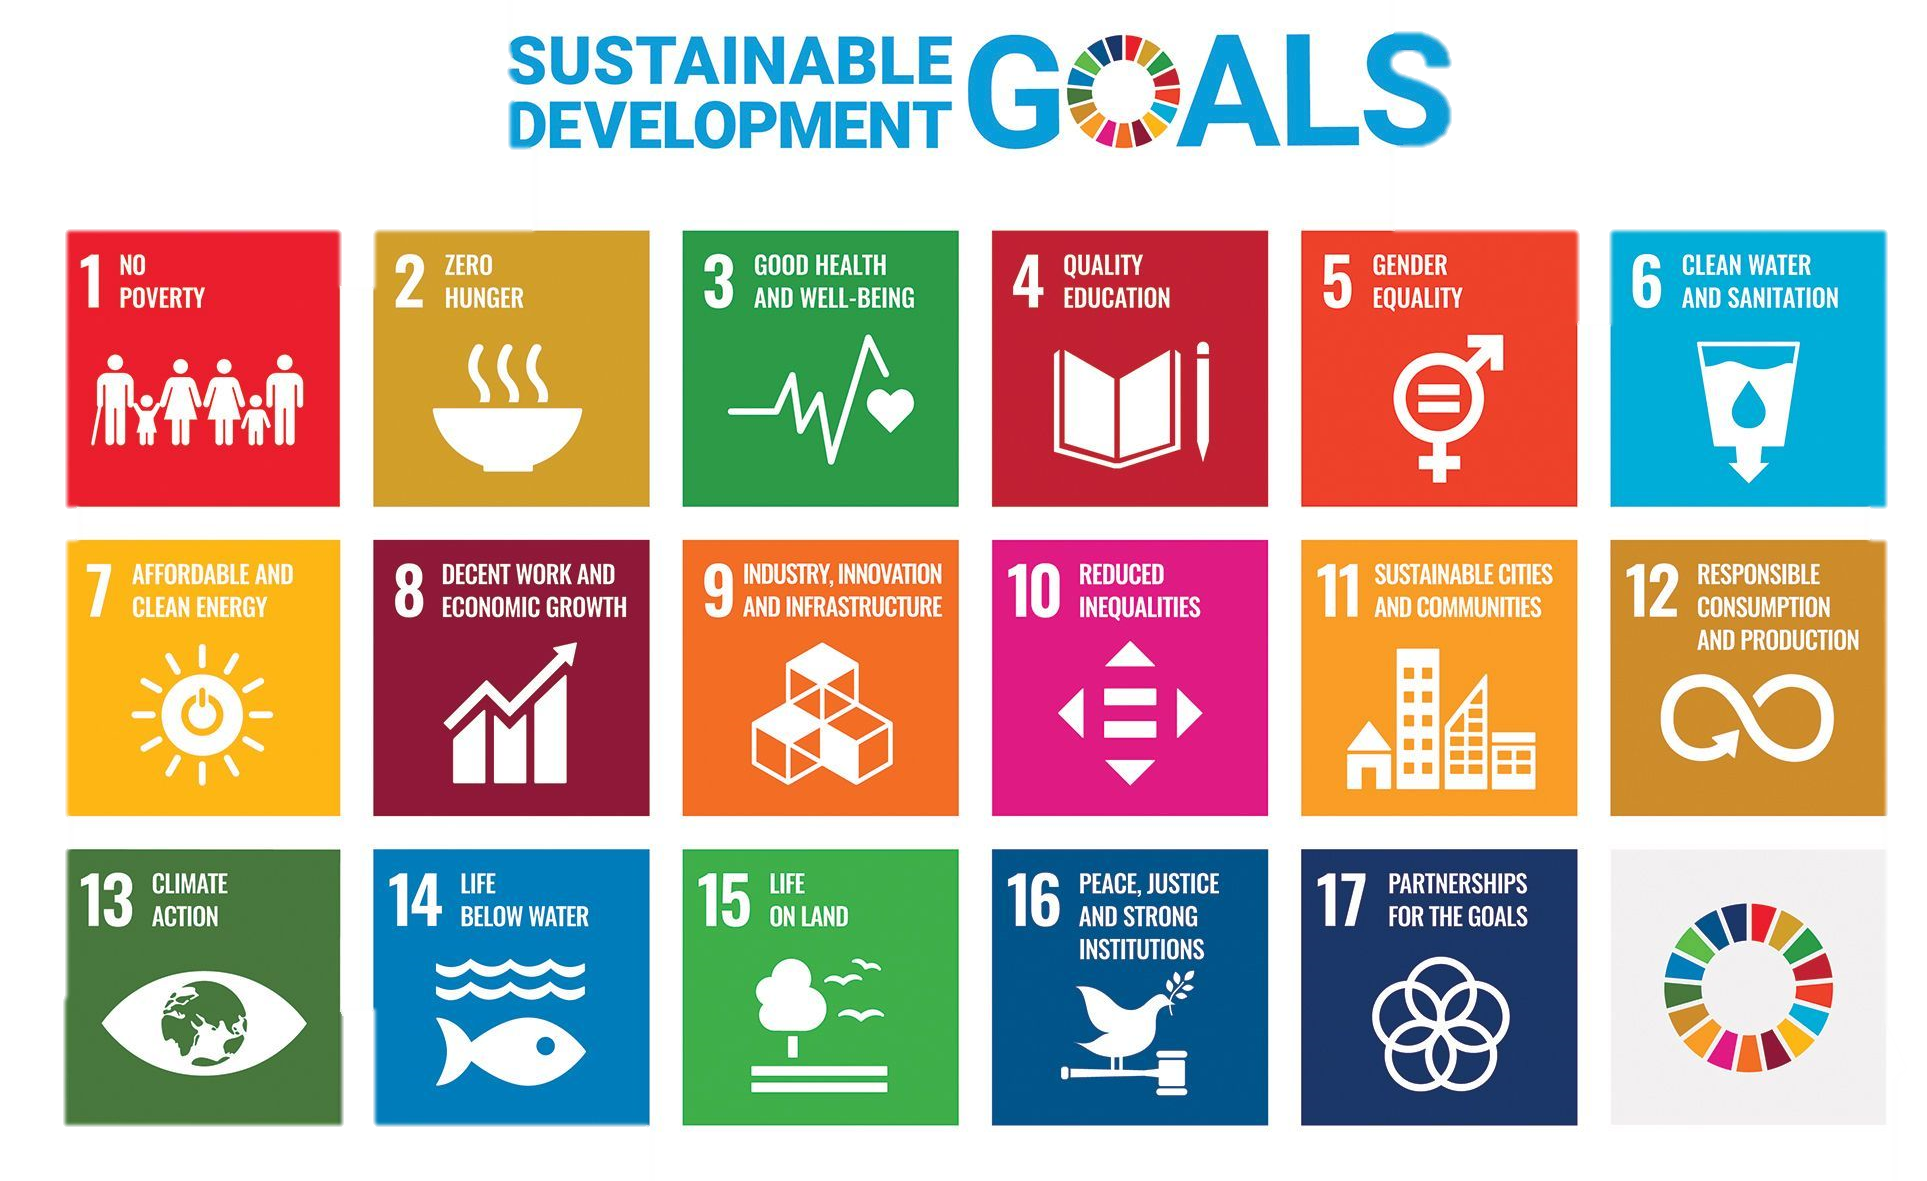 SUSTAINABLE
DEVELOPMENT
GOALS
1 NO
POVERTY
2 ZERO
HUNGER
3 GOOD HEALTH
AND WELL-BEING
4 QUALITY
EDUCATION
5 GENDER
EQUALITY
6 CLEAN WATER
AND SANITATION
7 AFFORDABLE AND
CLEAN ENERGY
8 DECENT WORK AND
ECONOMIC GROWTH
9 INDUSTRY, INNOVATION
AND INFRASTRUCTURE
10 REDUCED
INEQUALITIES
11 SUSTAINABLE CITIES
AND COMMUNITIES
12 RESPONSIBLE
CONSUMPTION
AND PRODUCTION
13 CLIMATE
ACTION
14 LIFE
BELOW WATER
15 LIFE
ON LAND
16 PEACE, JUSTICE
AND STRONG
INSTITUTIONS
17 PARTNERSHIPS
FOR THE GOALS